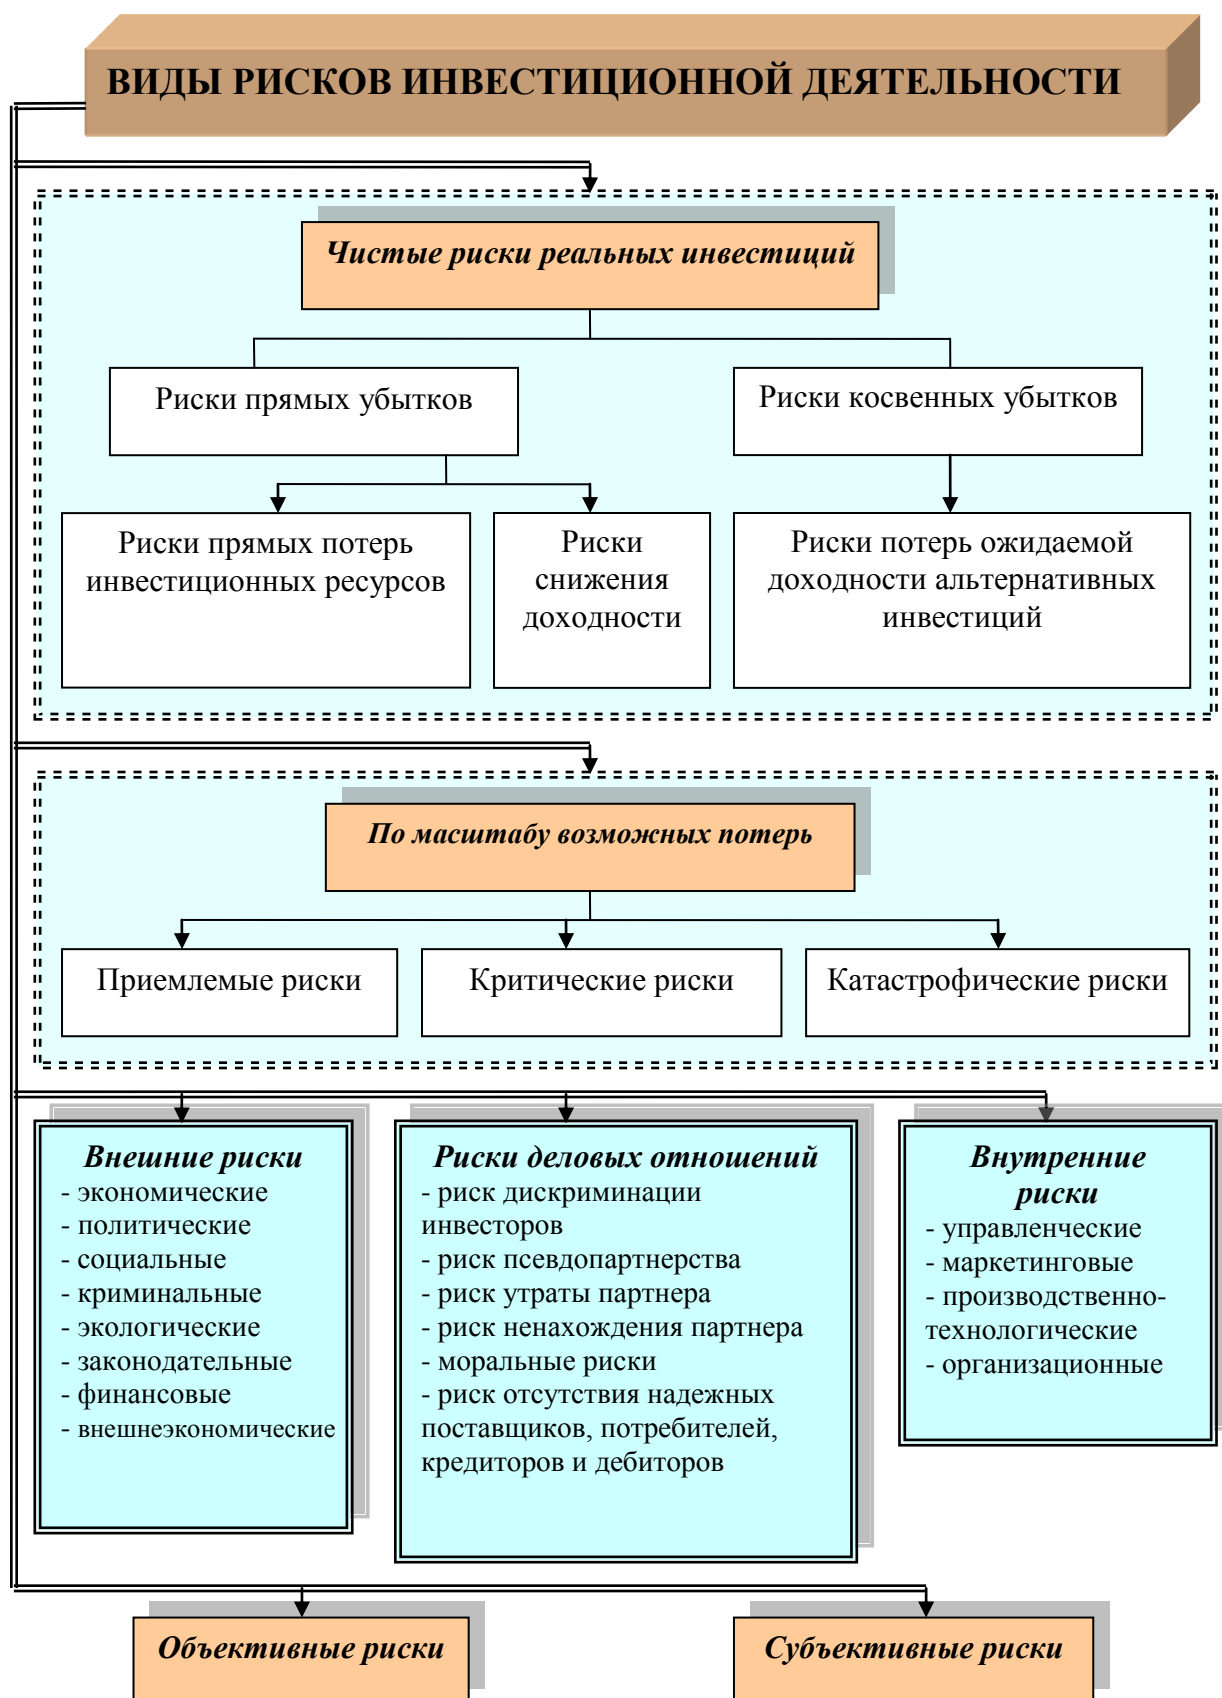 ВИДЫ РИСКОВ ИНВЕСТИЦИОННОЙ ДЕЯТЕЛЬНОСТИ
Чистые риски реальных инвестиций
Риски прямых убытков
Риски косвенных убытков
Риски прямых потерь
инвестиционных ресурсов
Риски
снижения
доходности
Риски потерь ожидаемой
доходности альтернативных
инвестиций
По масштабу возможных потерь
Приемлемые риски
Критические риски
Катастрофические риски
Внешние риски
- экономические
- политические
- социальные
- криминальные
- экологические
- законодательные
- финансовые
- внешнеэкономические
Риски деловых отношений
- риск дискриминации
инвесторов
- риск псевдопартнерства
- риск утраты партнера
- риск ненахождения партнера
- моральные риски
- риск отсутствия надежных
поставщиков, потребителей,
кредиторов и дебиторов
Внутренние
риски
- управленческие
- маркетинговые
- производственно-
технологические
- организационные
Объективные риски
Субъективные риски